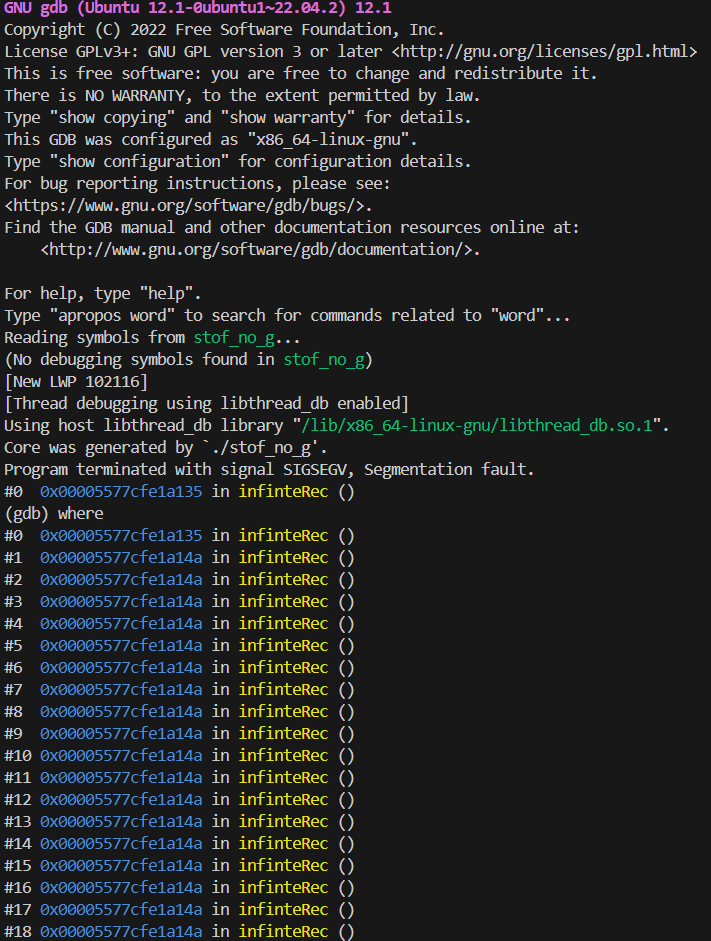 GNU gdb (Ubuntu 12.1-0ubuntu1~22.04.2) 12.1
Copyright (C) 2022 Free Software Foundation, Inc.
License GPLv3+: GNU GPL version 3 or later <http://gnu.org/licenses/gpl.html>
This is free software: you are free to change and redistribute it.
There is NO WARRANTY, to the extent permitted by law.
Type "show copying" and "show warranty" for details.
This GDB was configured as "x86_64-linux-gnu".
Type "show configuration" for configuration details.
For bug reporting instructions, please see:
<https://www.gnu.org/software/gdb/bugs/>.
Find the GDB manual and other documentation resources online at:
    <http://www.gnu.org/software/gdb/documentation/>.

For help, type "help".
Type "apropos word" to search for commands related to "word"...
Reading symbols from stof_no_g...
(No debugging symbols found in stof_no_g)
[New LWP 102116]
[Thread debugging using libthread_db enabled]
Using host libthread_db library "/lib/x86_64-linux-gnu/libthread_db.so.1".
Core was generated by `./stof_no_g'.
Program terminated with signal SIGSEGV, Segmentation fault.
#0  0x00005577cfe1a135 in infinteRec ()
(gdb) where
#0  0x00005577cfe1a135 in infinteRec ()
#1  0x00005577cfe1a14a in infinteRec ()
#2  0x00005577cfe1a14a in infinteRec ()
#3  0x00005577cfe1a14a in infinteRec ()
#4  0x00005577cfe1a14a in infinteRec ()
#5  0x00005577cfe1a14a in infinteRec ()
#6  0x00005577cfe1a14a in infinteRec ()
#7  0x00005577cfe1a14a in infinteRec ()
#8  0x00005577cfe1a14a in infinteRec ()
#9  0x00005577cfe1a14a in infinteRec ()
#10 0x00005577cfe1a14a in infinteRec ()
#11 0x00005577cfe1a14a in infinteRec ()
#12 0x00005577cfe1a14a in infinteRec ()
#13 0x00005577cfe1a14a in infinteRec ()
#14 0x00005577cfe1a14a in infinteRec ()
#15 0x00005577cfe1a14a in infinteRec ()
#16 0x00005577cfe1a14a in infinteRec ()
#17 0x00005577cfe1a14a in infinteRec ()
#18 0x00005577cfe1a14a in infinteRec ()